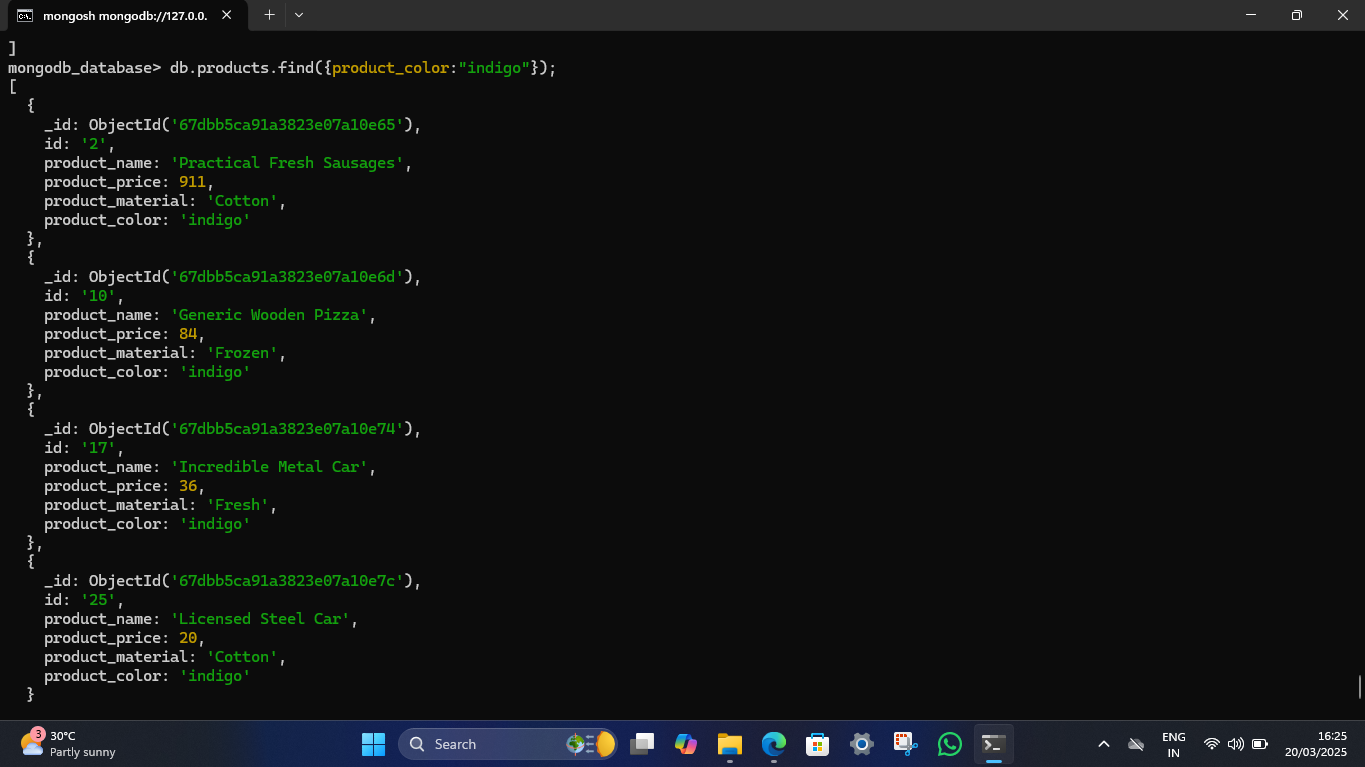 mongosh mongodb://127.0.0.
]
mongodb_database> db.products.find({product_color:"indigo"});
[
  {
    _id: ObjectId('67dbb5ca91a3823e07a10e65'),
    id: '2',
    product_name: 'Practical Fresh Sausages',
    product_price: 911,
    product_material: 'Cotton',
    product_color: 'indigo'
  },
  {
    _id: ObjectId('67dbb5ca91a3823e07a10e6d'),
    id: '10',
    product_name: 'Generic Wooden Pizza',
    product_price: 84,
    product_material: 'Frozen',
    product_color: 'indigo'
  },
  {
    _id: ObjectId('67dbb5ca91a3823e07a10e74'),
    id: '17',
    product_name: 'Incredible Metal Car',
    product_price: 36,
    product_material: 'Fresh',
    product_color: 'indigo'
  },
  {
    _id: ObjectId('67dbb5ca91a3823e07a10e7c'),
    id: '25',
    product_name: 'Licensed Steel Car',
    product_price: 20,
    product_material: 'Cotton',
    product_color: 'indigo'
  }
3
30°C
Partly sunny
Search
ENG
IN
16:25
20/03/2025